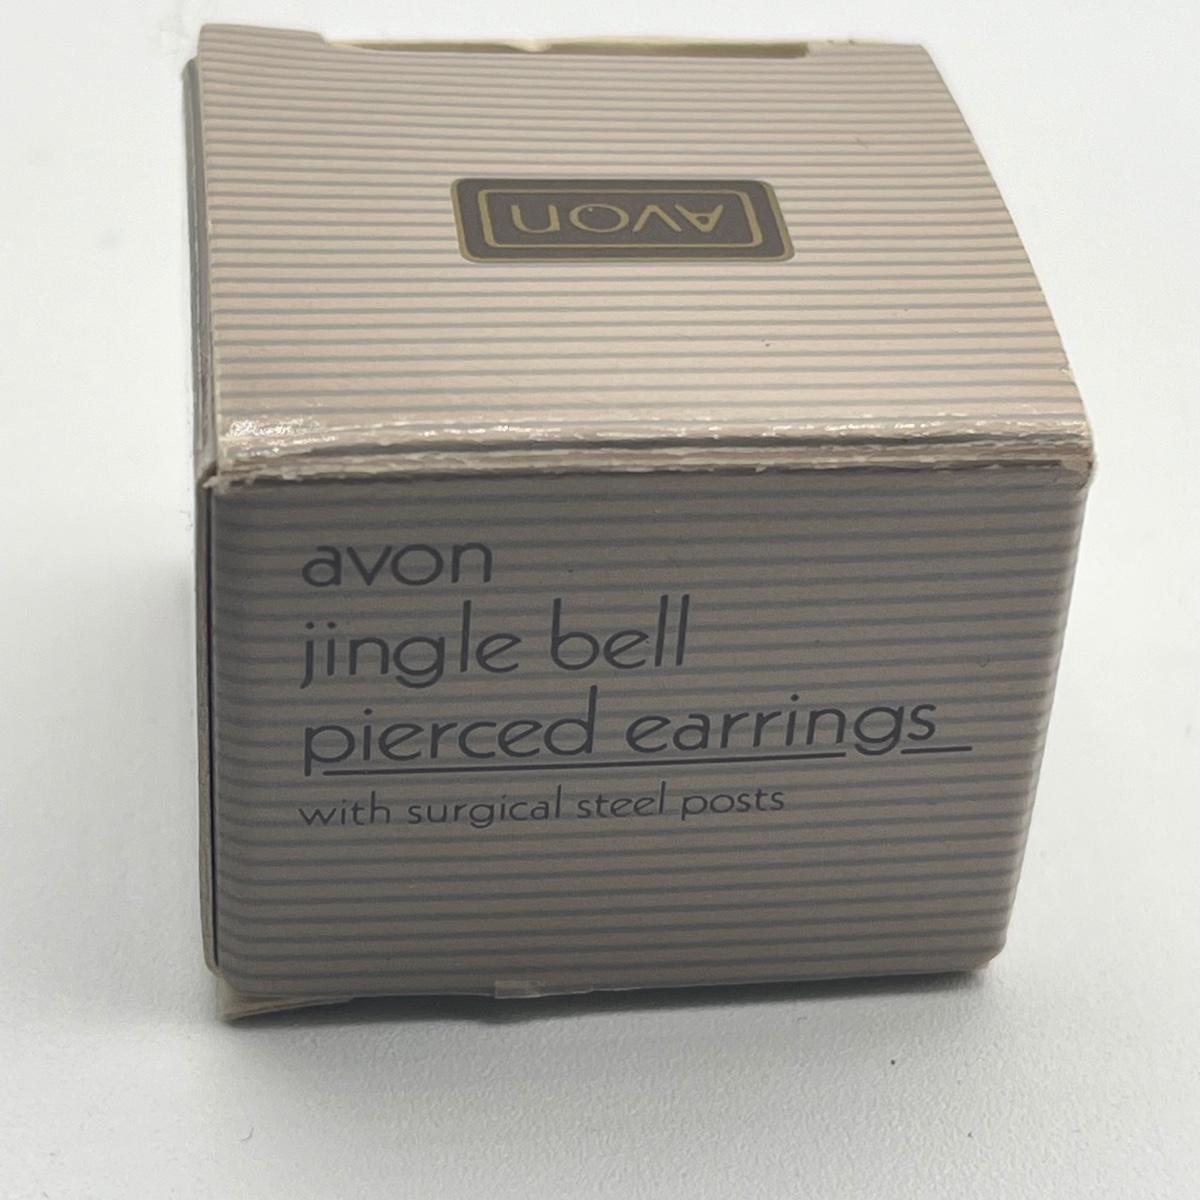 AVON
avon
jingle bell
pierced earrings
with surgical steel posts